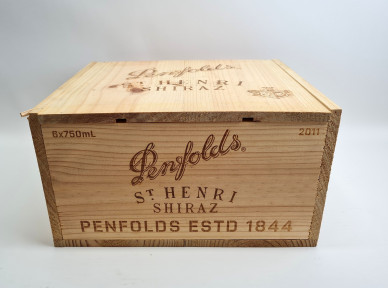 Penfolds
ST HENRI
SHIRAZ
6x750mL
2011
Penfolds®
ST HENRI
SHIRAZ
PENFOLDS ESTD 1844